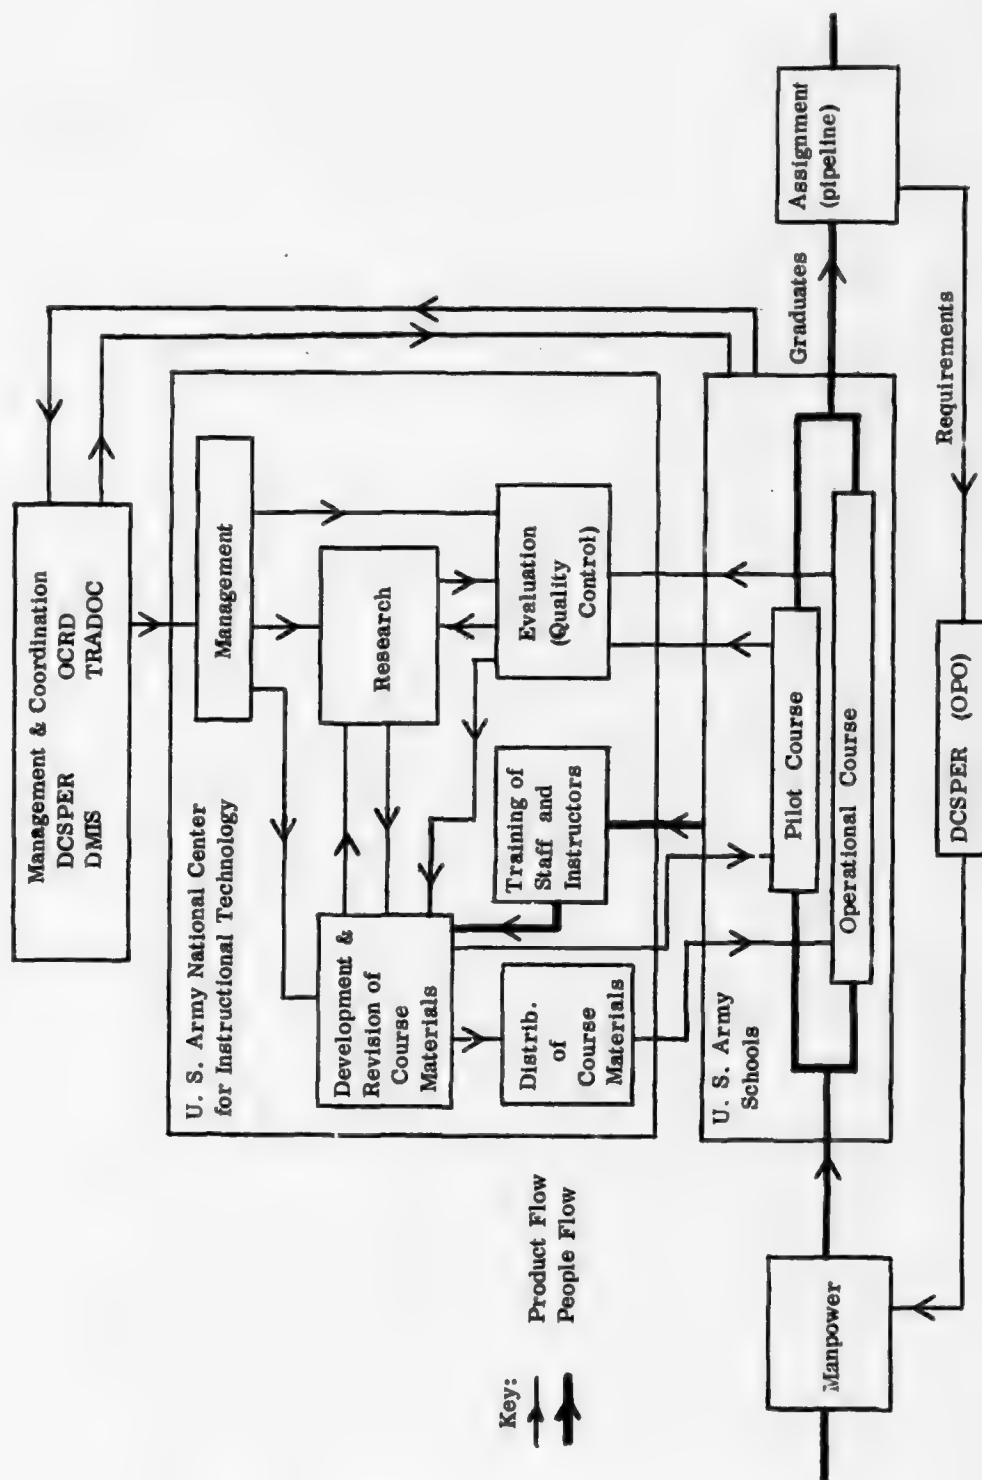 Management & Coordination
DCSPER OCRD
DMIS TRADOC
U. S. Army National Center
for Instructional Technology
Management
Research
Development &
Revision of
Course
Materials
Evaluation
(Quality
Control)
Training of
Staff and
Instructors
Distrib.
of
Course
Materials
U. S. Army
Schools
Pilot Course
Operational Course
Manpower
Graduates
Assignment
(pipeline)
Requirements
DCSPER (OPO)
Key:
Product Flow
People Flow